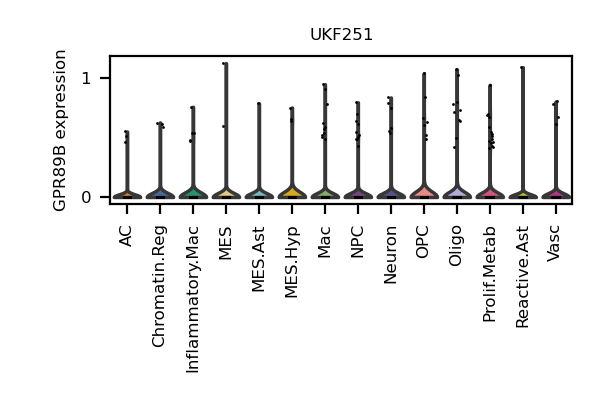 UKF251
GPR89B expression
1
0
AC
Chromatin.Reg
Inflammatory.Mac
MES
MES.Ast
MES.Hyp
Mac
NPC
Neuron
OPC
Oligo
Prolif.Metab
Reactive.Ast
Vasc